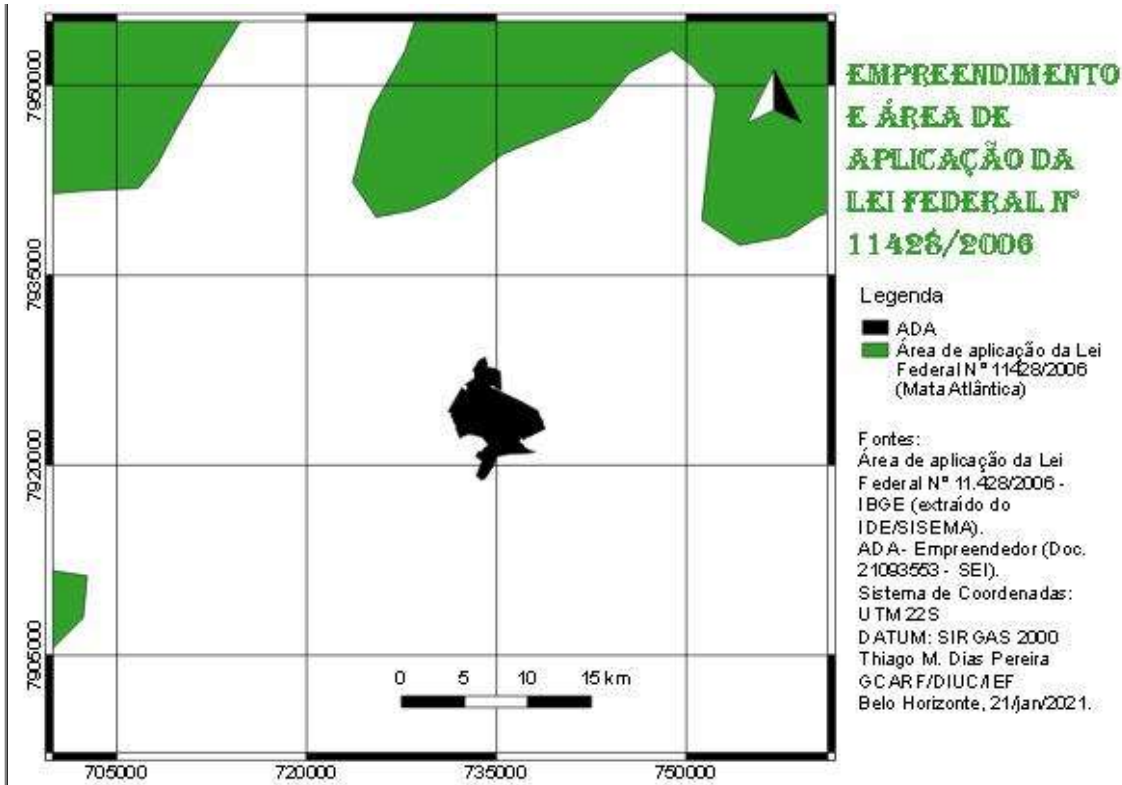 EMPREENDIMENTO
E ÁREA DE
APLICAÇÃO DA
LEI FEDERAL Nº
11428/2006
Legenda
ADA
Área de aplicação da Lei
Federal Nº 11428/2006
(Mata Atlântica)
Fontes:
Área de aplicação da Lei
Federal Nº 11.428/2006 -
IBGE (extraído do
IDE/SISEMA).
ADA- Empreendedor (Doc.
21093553 - SEI).
Sistema de Coordenadas:
UTM 22S
DATUM: SIRGAS 2000
Thiago M. Dias Pereira
GCARF/DIUC/IEF
Belo Horizonte, 21/jan/2021.
7950000
7935000
7920000
7905000
0 5 10 15 km
705000 720000 735000 750000